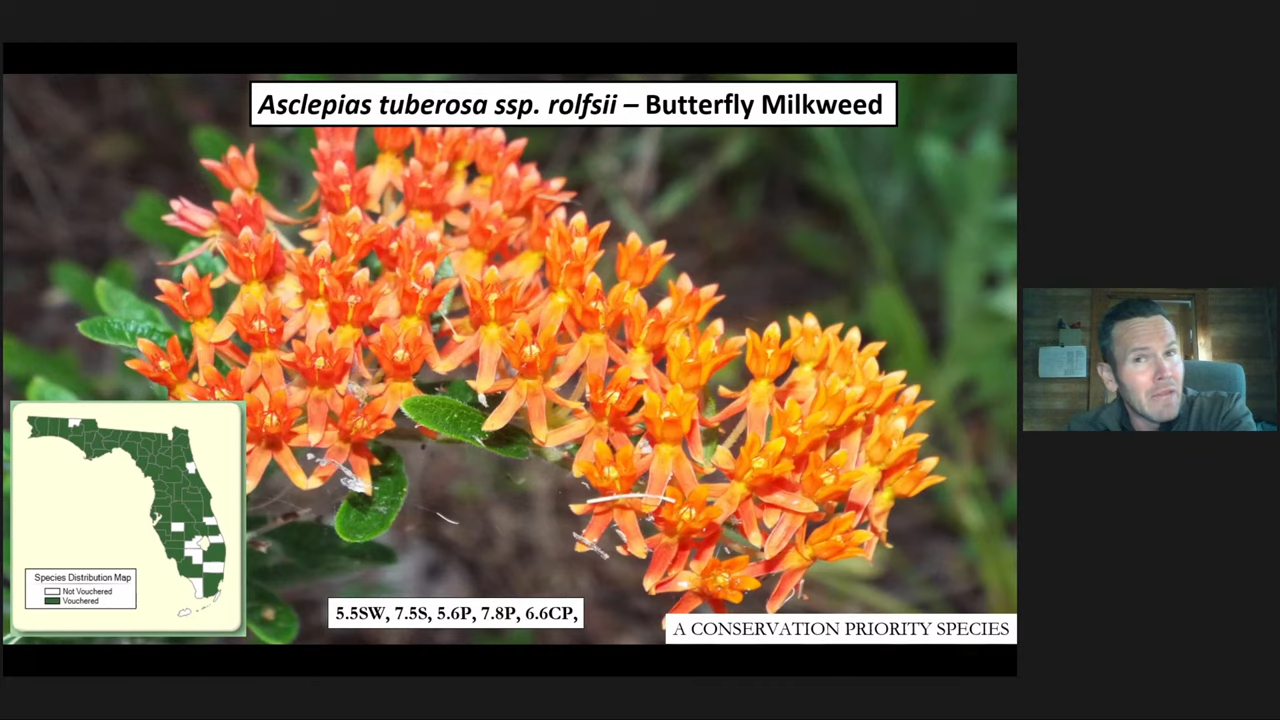 Asclepias tuberosa ssp. rolfsii – Butterfly Milkweed
Species Distribution Map
Not Vouchered
Vouchered
5.5SW, 7.5S, 5.6P, 7.8P, 6.6CP,
A CONSERVATION PRIORITY SPECIES